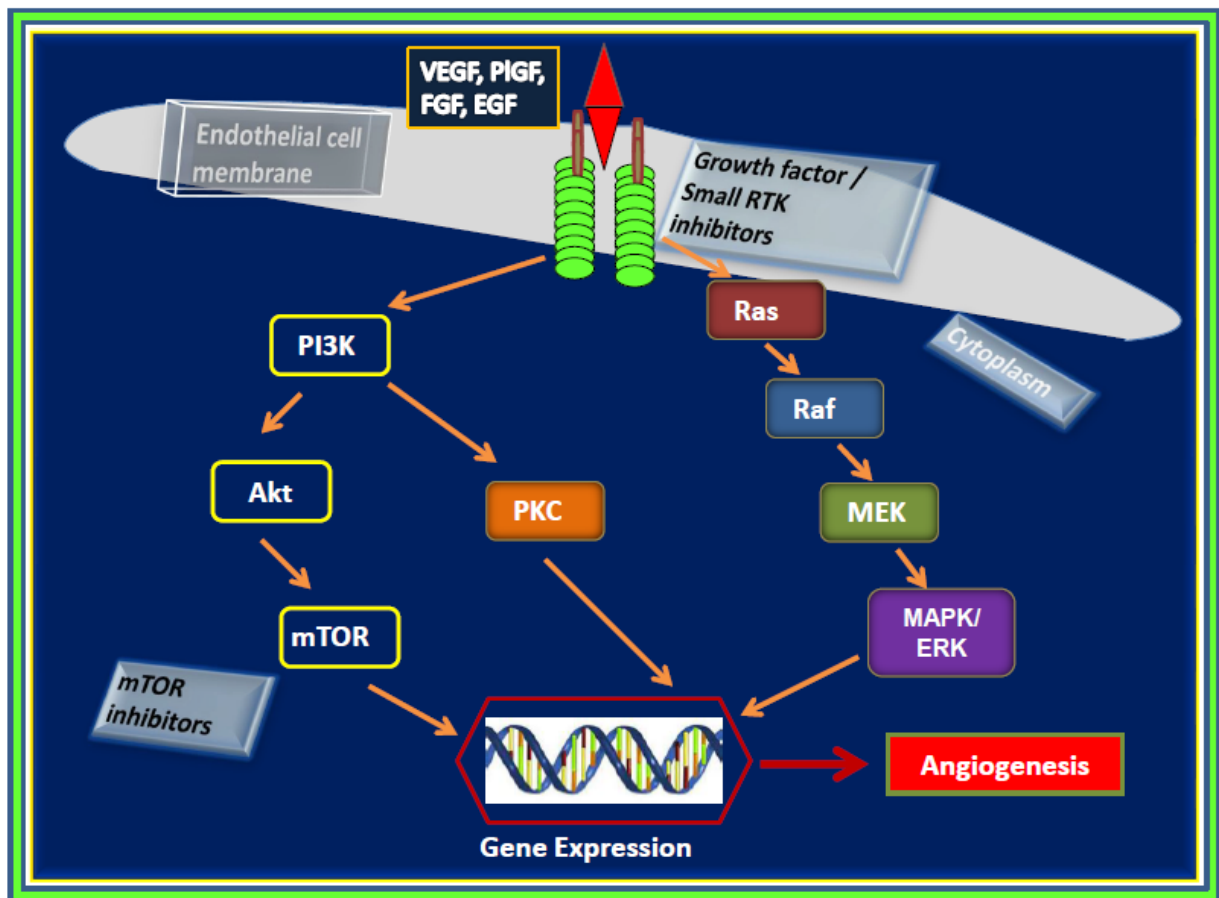 VEGF, PlGF,
FGF, EGF
Endothelial cell
membrane
Growth factor /
Small RTK
inhibitors
Ras
PI3K
Cytoplasm
Raf
Akt
PKC
MEK
mTOR
MAPK/
ERK
mTOR
inhibitors
Angiogenesis
Gene Expression